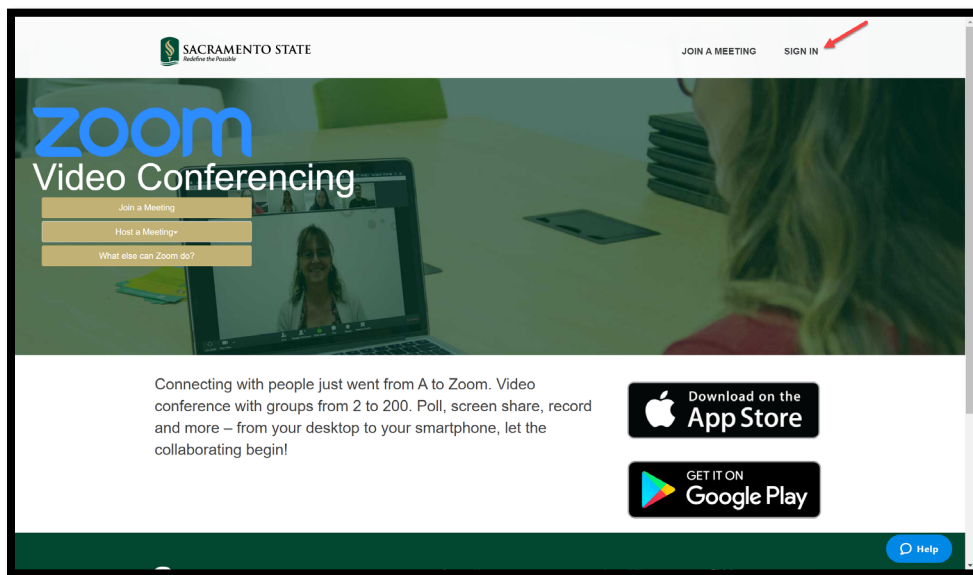 SACRAMENTO STATE
Redefine the Possible
JOIN A MEETING
SIGN IN
zoom
Video Conferencing
Join a Meeting
Host a Meeting
What else can Zoom do?
Connecting with people just went from A to Zoom. Video
conference with groups from 2 to 200. Poll, screen share, record
and more – from your desktop to your smartphone, let the
collaborating begin!
Download on the
App Store
GET IT ON
Google Play
Help